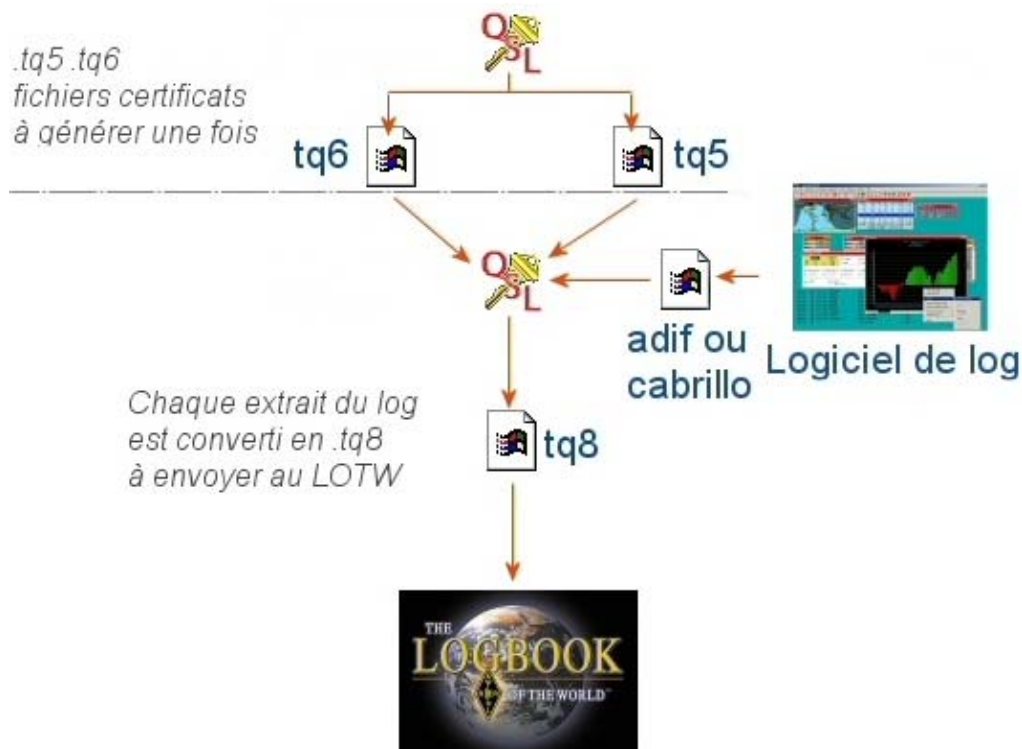 QSL
.tq5 .tq6
fichiers certificats
à générer une fois
tq6
tq5
QSL
adif ou
cabrillo
Logiciel de log
Chaque extrait du log
est converti en .tq8
à envoyer au LOTW
tq8
THE
LOGBOOK
OF THE WORLD